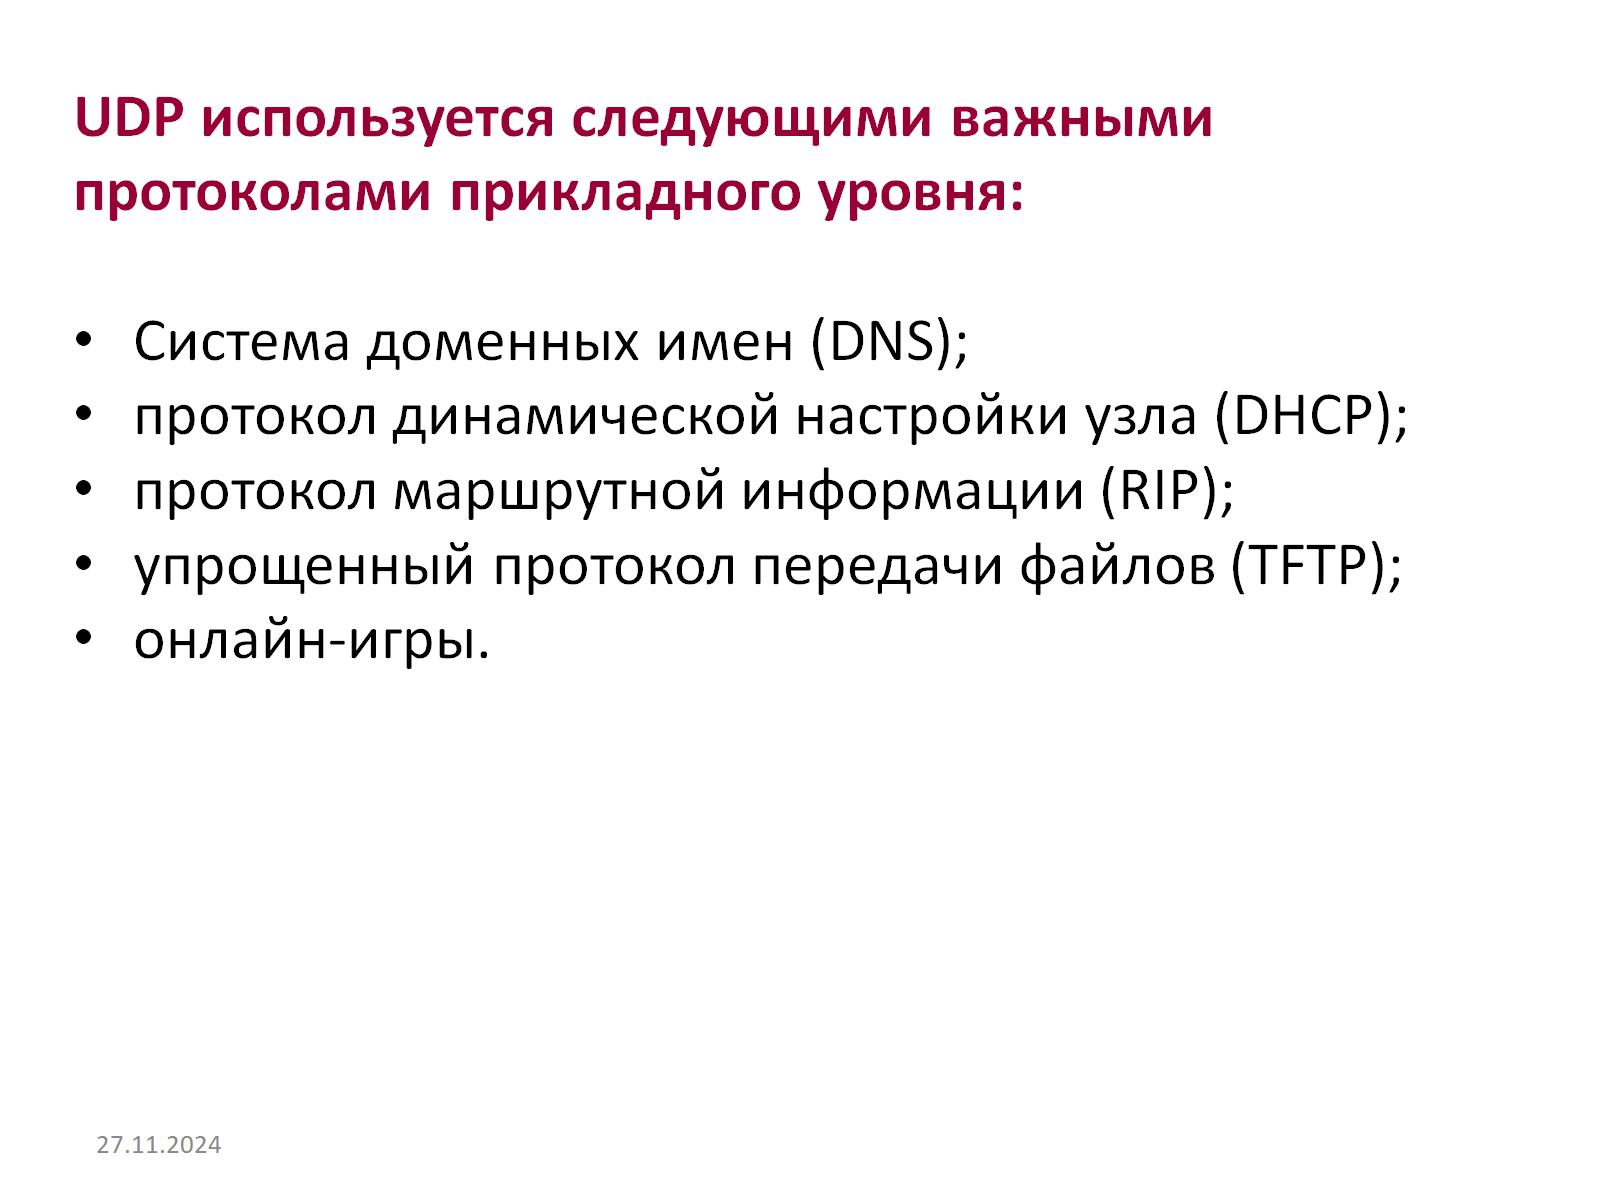 UDP используется следующими важными
протоколами прикладного уровня:
• Система доменных имен (DNS);
• протокол динамической настройки узла (DHCP);
• протокол маршрутной информации (RIP);
• упрощенный протокол передачи файлов (TFTP);
• онлайн-игры.
27.11.2024